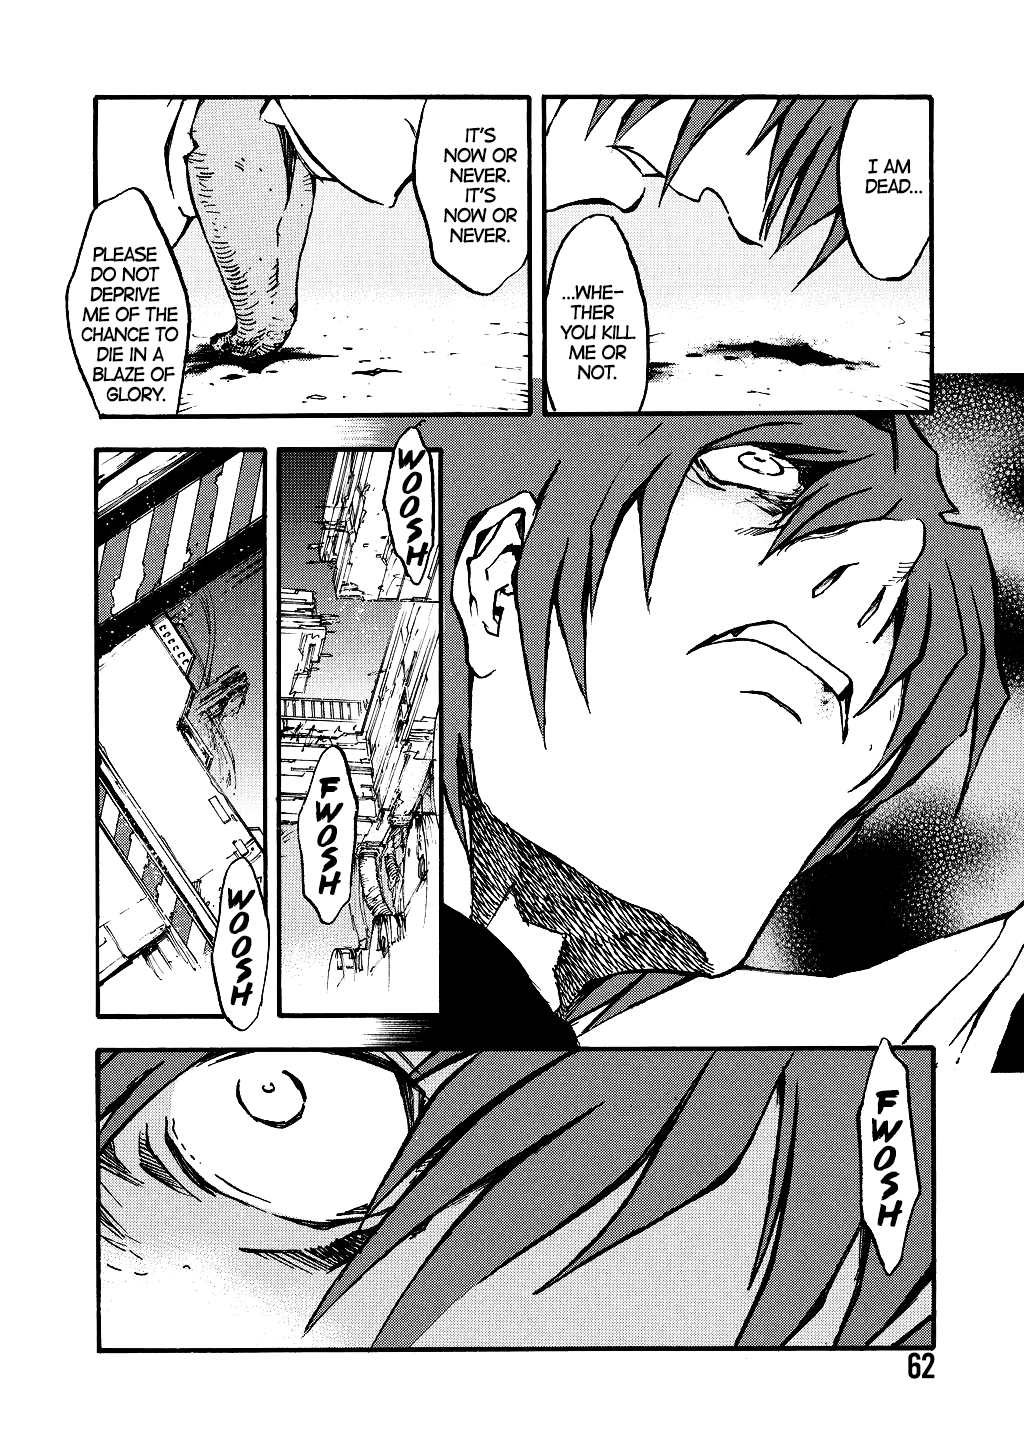 I AM
DEAD...
...WHE-
THER
YOU KILL
ME OR
NOT.
IT'S
NOW OR
NEVER.
IT'S
NOW OR
NEVER.
PLEASE
DO NOT
DEPRIVE
ME OF THE
CHANCE TO
DIE IN A
BLAZE OF
GLORY.
WOOSH
FWOSH
WOOSH
FWOSH
62